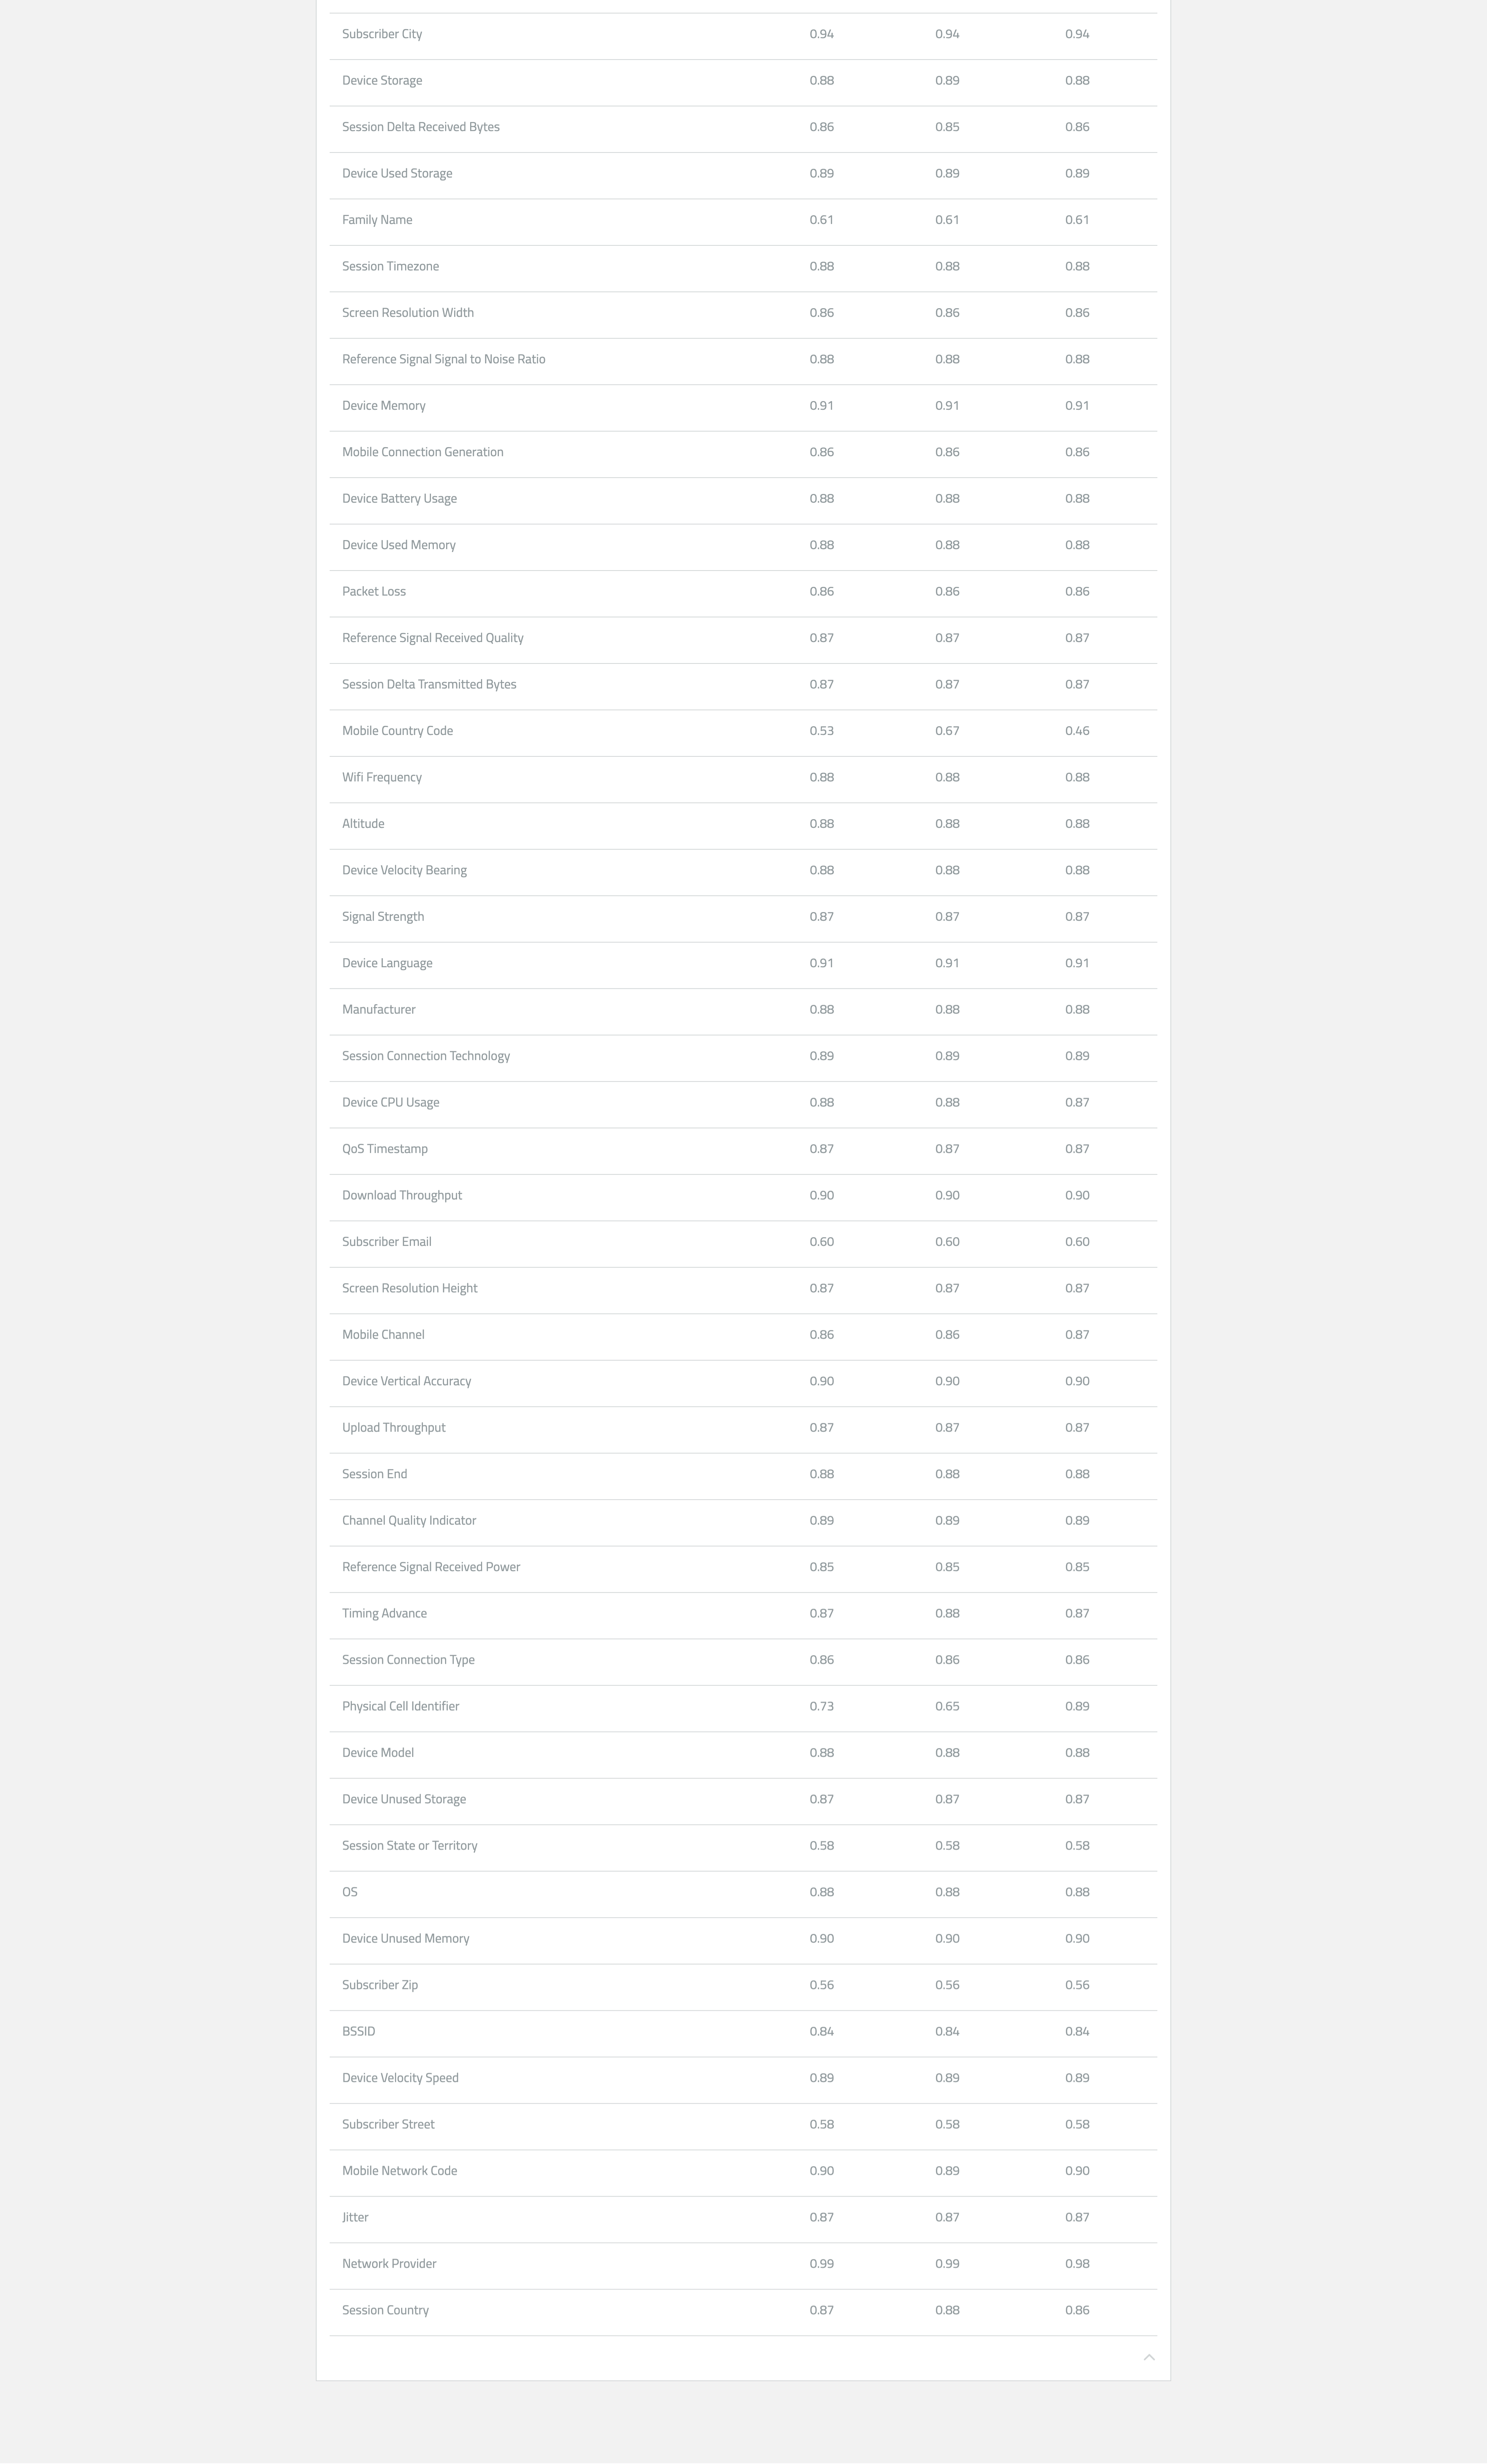 Subscriber City 0.94 0.94 0.94
Device Storage 0.88 0.89 0.88
Session Delta Received Bytes 0.86 0.85 0.86
Device Used Storage 0.89 0.89 0.89
Family Name 0.61 0.61 0.61
Session Timezone 0.88 0.88 0.88
Screen Resolution Width 0.86 0.86 0.86
Reference Signal Signal to Noise Ratio 0.88 0.88 0.88
Device Memory 0.91 0.91 0.91
Mobile Connection Generation 0.86 0.86 0.86
Device Battery Usage 0.88 0.88 0.88
Device Used Memory 0.88 0.88 0.88
Packet Loss 0.86 0.86 0.86
Reference Signal Received Quality 0.87 0.87 0.87
Session Delta Transmitted Bytes 0.87 0.87 0.87
Mobile Country Code 0.53 0.67 0.46
Wifi Frequency 0.88 0.88 0.88
Altitude 0.88 0.88 0.88
Device Velocity Bearing 0.88 0.88 0.88
Signal Strength 0.87 0.87 0.87
Device Language 0.91 0.91 0.91
Manufacturer 0.88 0.88 0.88
Session Connection Technology 0.89 0.89 0.89
Device CPU Usage 0.88 0.88 0.87
QoS Timestamp 0.87 0.87 0.87
Download Throughput 0.90 0.90 0.90
Subscriber Email 0.60 0.60 0.60
Screen Resolution Height 0.87 0.87 0.87
Mobile Channel 0.86 0.86 0.87
Device Vertical Accuracy 0.90 0.90 0.90
Upload Throughput 0.87 0.87 0.87
Session End 0.88 0.88 0.88
Channel Quality Indicator 0.89 0.89 0.89
Reference Signal Received Power 0.85 0.85 0.85
Timing Advance 0.87 0.88 0.87
Session Connection Type 0.86 0.86 0.86
Physical Cell Identifier 0.73 0.65 0.89
Device Model 0.88 0.88 0.88
Device Unused Storage 0.87 0.87 0.87
Session State or Territory 0.58 0.58 0.58
OS 0.88 0.88 0.88
Device Unused Memory 0.90 0.90 0.90
Subscriber Zip 0.56 0.56 0.56
BSSID 0.84 0.84 0.84
Device Velocity Speed 0.89 0.89 0.89
Subscriber Street 0.58 0.58 0.58
Mobile Network Code 0.90 0.89 0.90
Jitter 0.87 0.87 0.87
Network Provider 0.99 0.99 0.98
Session Country 0.87 0.88 0.86